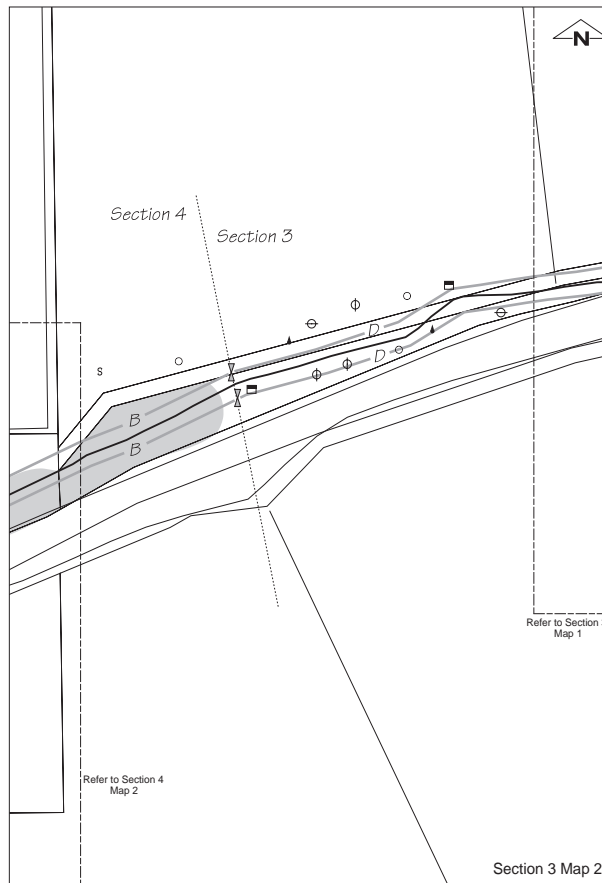 N
Section 4
Section 3
D
D
S
B
B
Refer to Section
Map 1
Refer to Section 4
Map 2
Section 3 Map 2